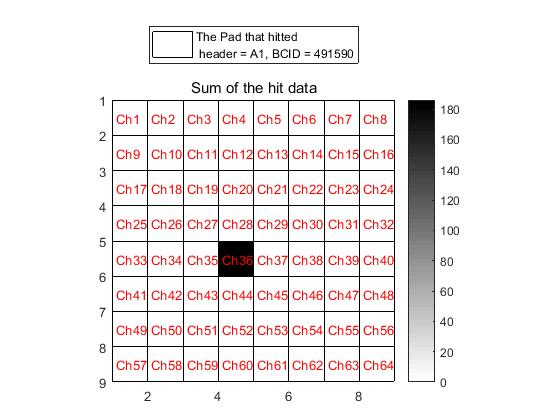 The Pad that hitted
header = A1, BCID = 491590
Sum of the hit data
1
Ch1 Ch2 Ch3 Ch4 Ch5 Ch6 Ch7 Ch8
2
Ch9 Ch10 Ch11 Ch12 Ch13 Ch14 Ch15 Ch16
3
Ch17 Ch18 Ch19 Ch20 Ch21 Ch22 Ch23 Ch24
4
Ch25 Ch26 Ch27 Ch28 Ch29 Ch30 Ch31 Ch32
5
Ch33 Ch34 Ch35 Ch36 Ch37 Ch38 Ch39 Ch40
6
Ch41 Ch42 Ch43 Ch44 Ch45 Ch46 Ch47 Ch48
7
Ch49 Ch50 Ch51 Ch52 Ch53 Ch54 Ch55 Ch56
8
Ch57 Ch58 Ch59 Ch60 Ch61 Ch62 Ch63 Ch64
9
2 4 6 8
180
160
140
120
100
80
60
40
20
0